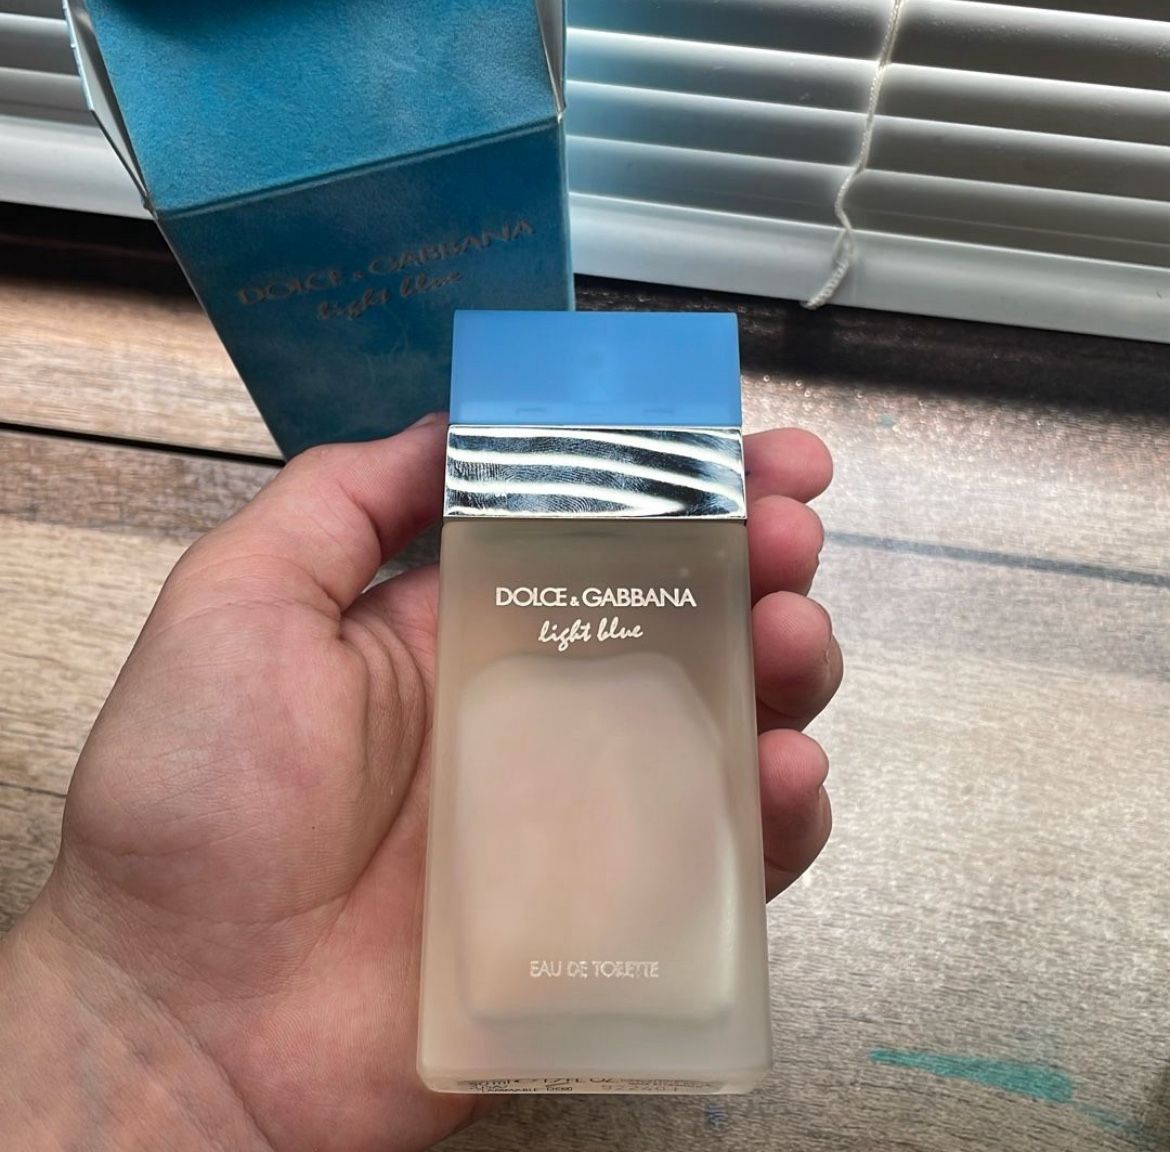 DOLCE & GABBANA
light blue
DOLCE & GABBANA
light blue
EAU DE TOILETTE